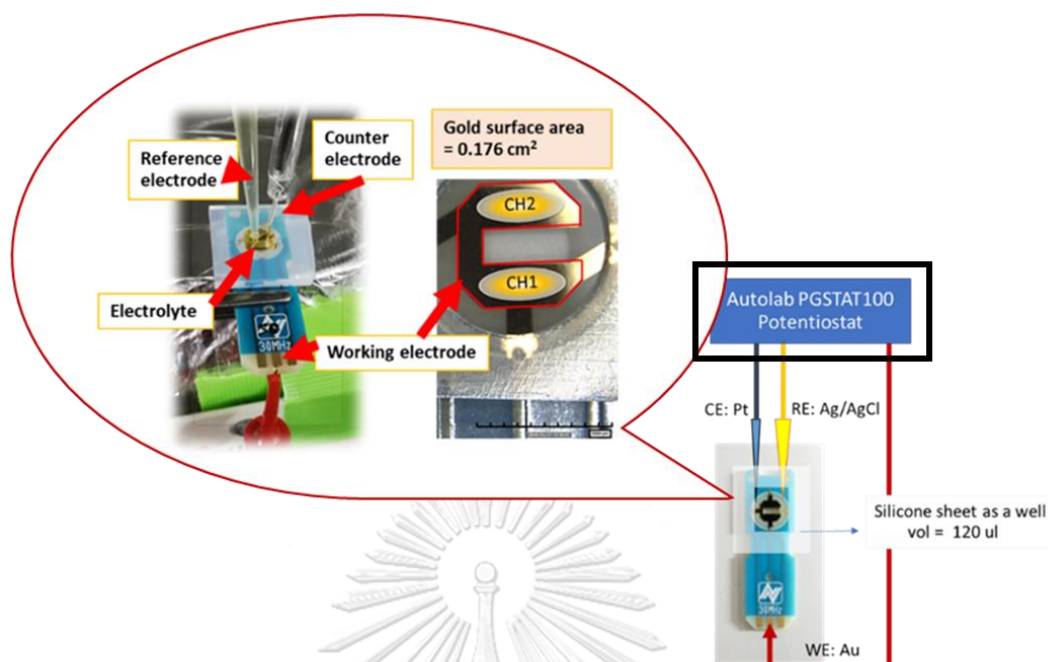 Reference
electrode
Counter
electrode
Gold surface area
= 0.176 cm²
CH2
CH1
Electrolyte
30MHz
Working electrode
Autolab PGSTAT100
Potentiostat
CE: Pt
RE: Ag/AgCl
Silicone sheet as a well
vol = 120 ul
30MHz
WE: Au